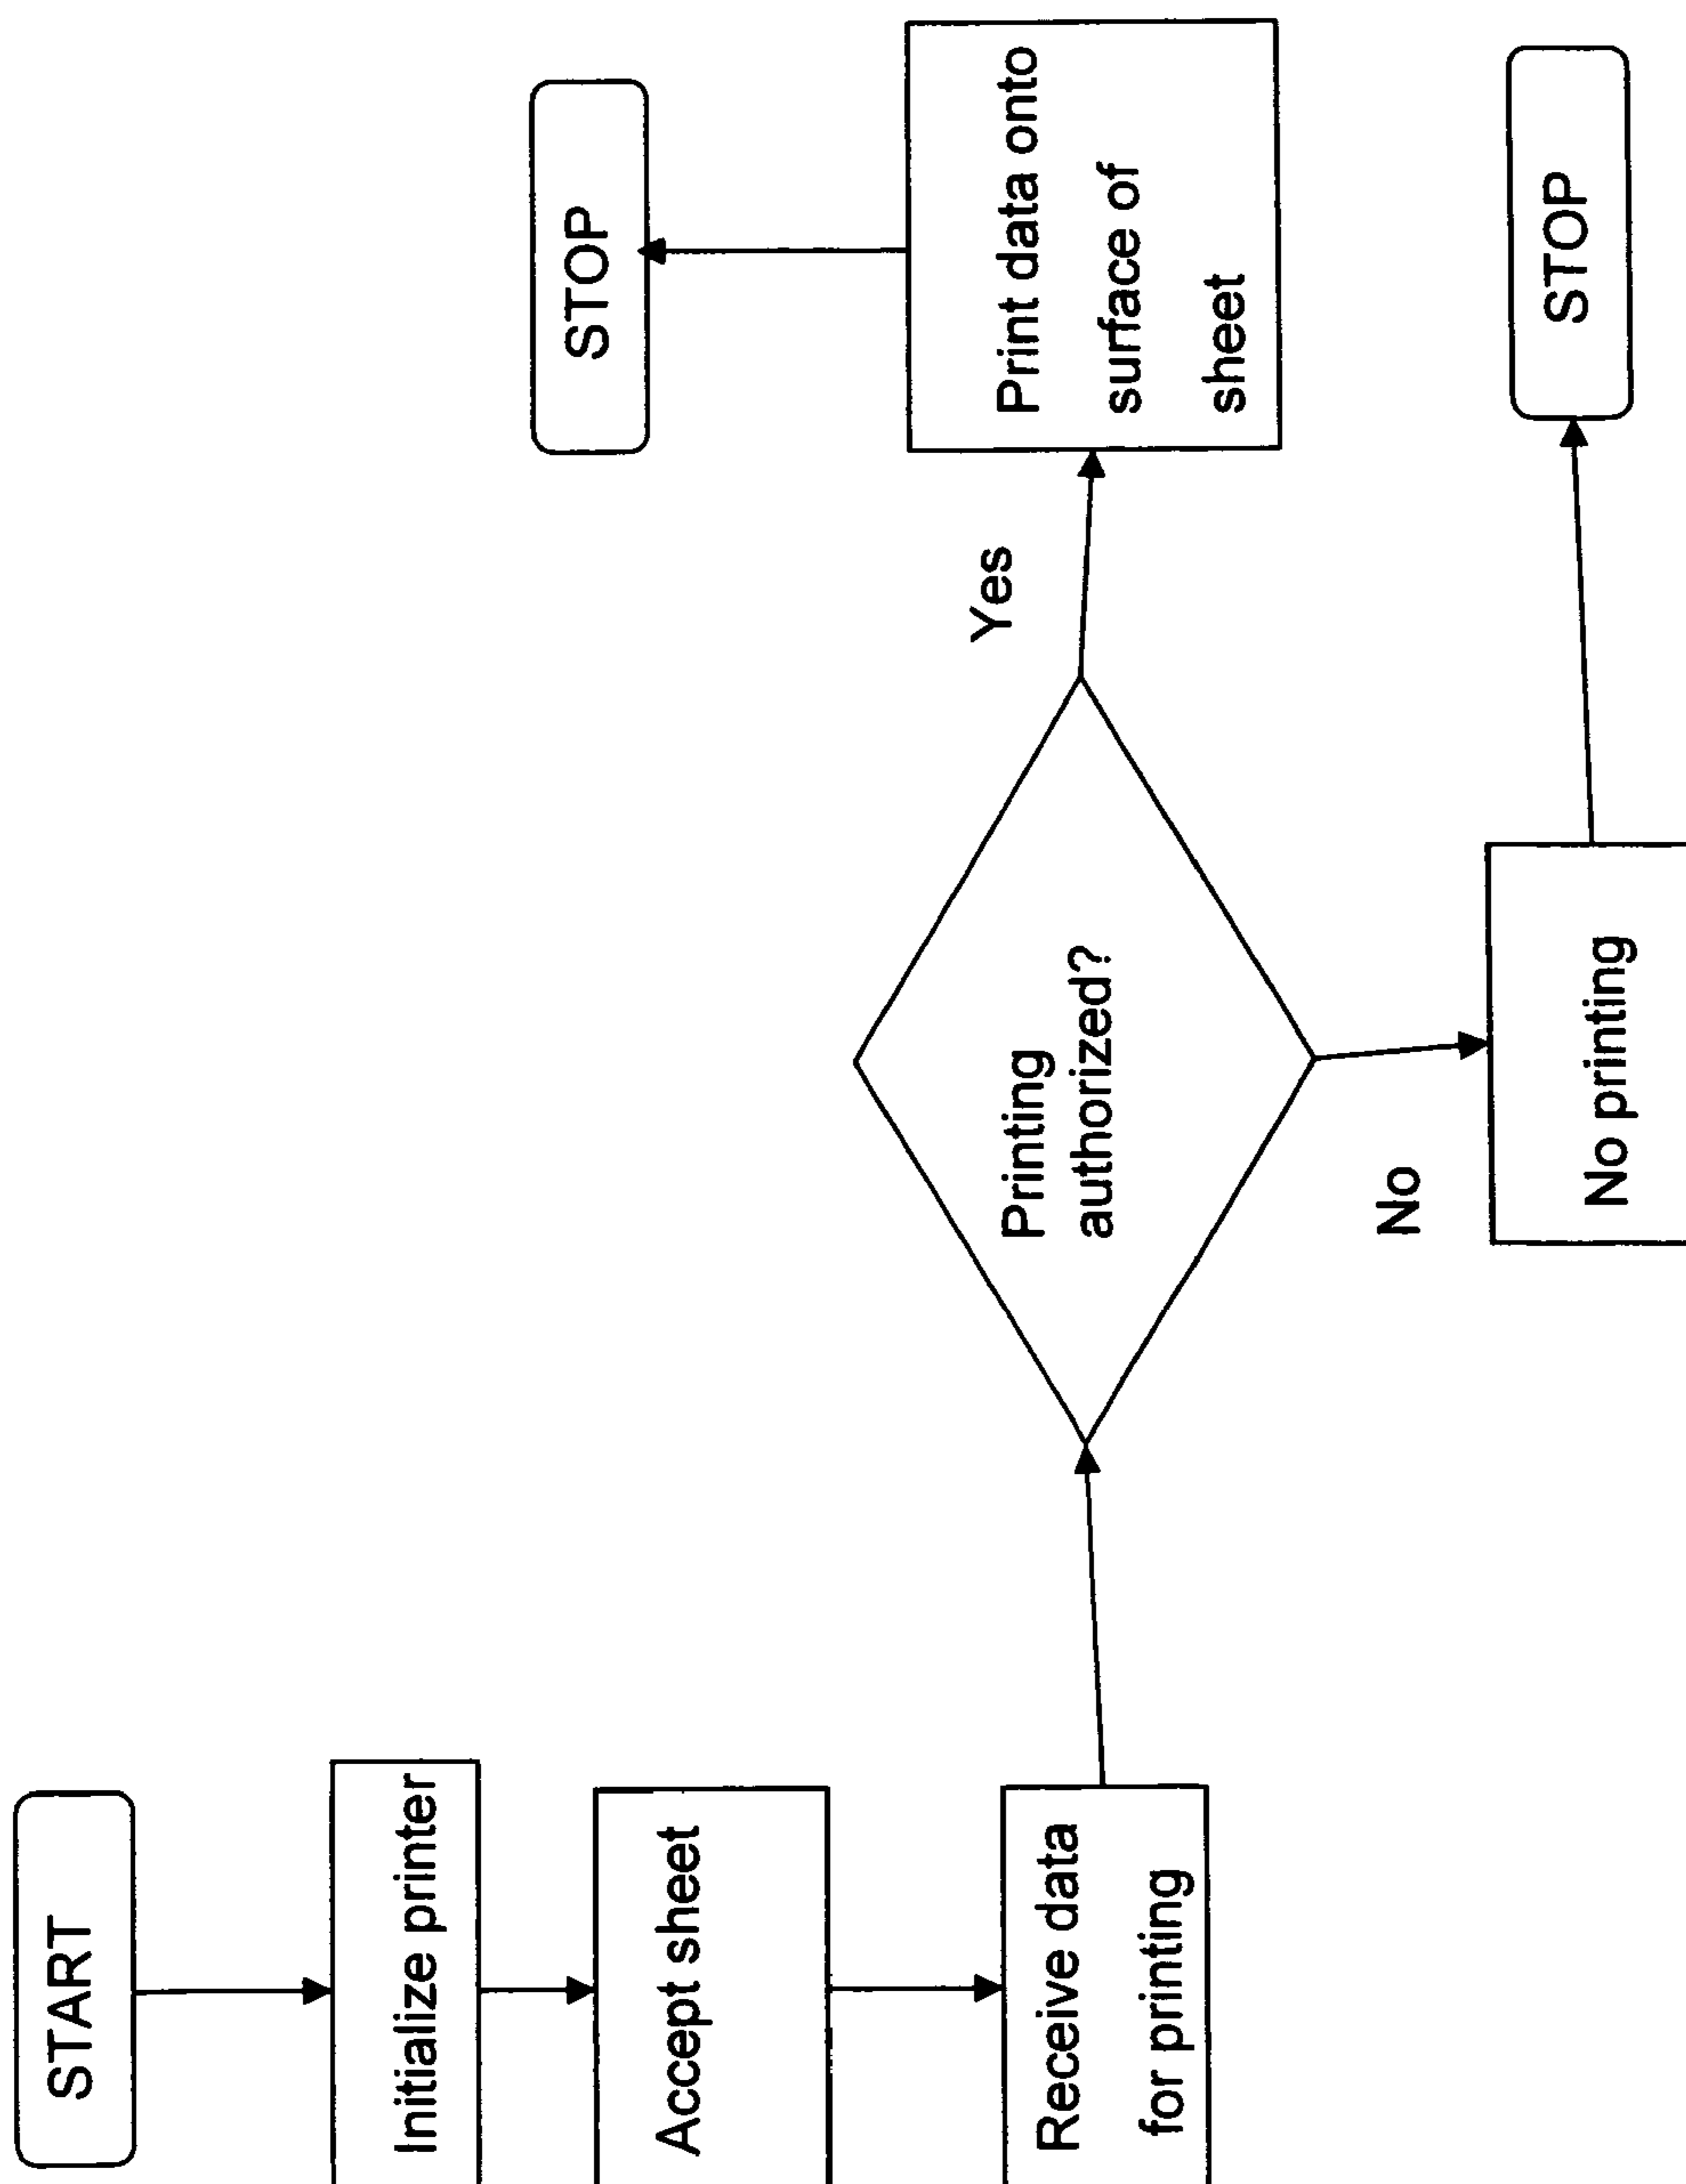 START
Initialize printer
Accept sheet
Receive data
for printing
Printing
authorized?
Yes
Print data onto
surface of
sheet
STOP
No
No printing
STOP